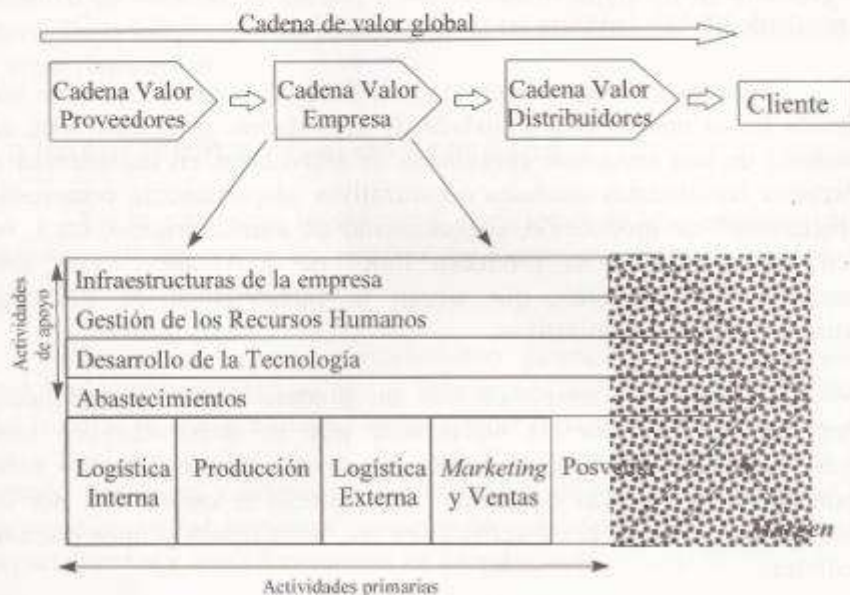 Cadena de valor global
Cadena Valor
Proveedores
Cadena Valor
Empresa
Cadena Valor
Distribuidores
Cliente
Actividades
de apoyo
Infraestructuras de la empresa
Gestión de los Recursos Humanos
Desarrollo de la Tecnología
Abastecimientos
Logística
Interna
Producción
Logística
Externa
Marketing
y Ventas
Posventa
Margen
Actividades primarias